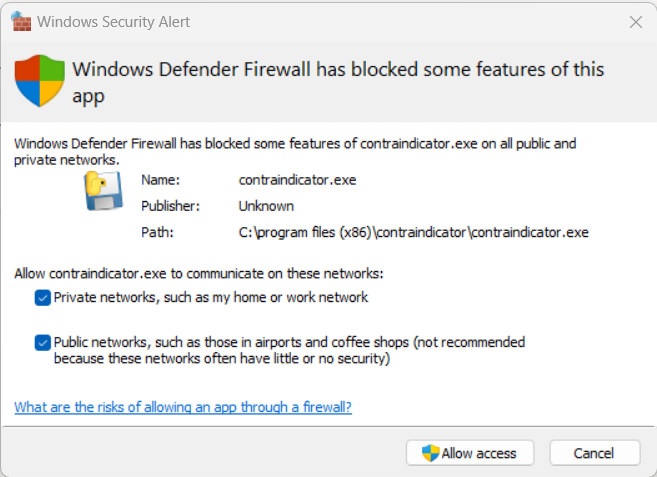 Windows Security Alert
Windows Defender Firewall has blocked some features of this
app
Windows Defender Firewall has blocked some features of contraindicator.exe on all public and
private networks.
Name: contraindicator.exe
Publisher: Unknown
Path: C:\program files (x86)\contraindicator\contraindicator.exe
Allow contraindicator.exe to communicate on these networks:
Private networks, such as my home or work network
Public networks, such as those in airports and coffee shops (not recommended
because these networks often have little or no security)
What are the risks of allowing an app through a firewall?
Allow access Cancel